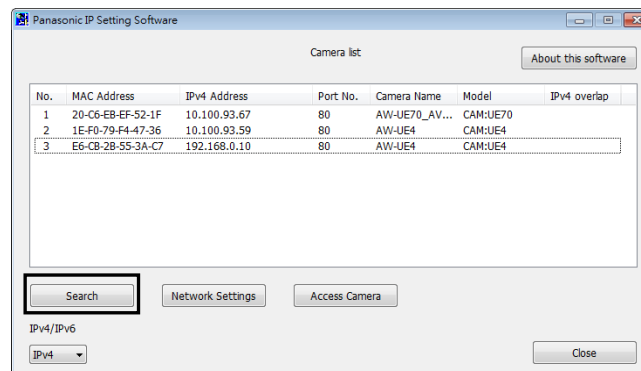 Panasonic IP Setting Software
Camera list
About this software
No. MAC Address IPv4 Address Port No. Camera Name Model IPv4 overlap
1 20-C6-EB-EF-52-1F 10.100.93.67 80 AW-UE70_AV... CAM:UE70
2 1E-F0-79-F4-47-36 10.100.93.59 80 AW-UE4 CAM:UE4
3 E6-CB-2B-55-3A-C7 192.168.0.10 80 AW-UE4 CAM:UE4
Search Network Settings Access Camera
IPv4/IPv6
IPv4 Close